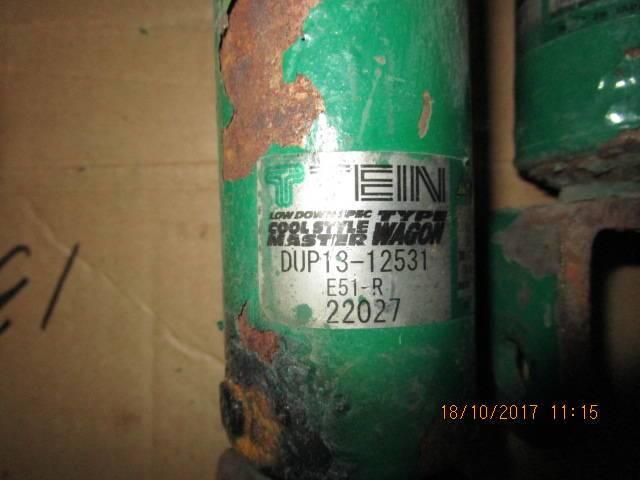 TEIN
LOW DOWN SPEC
COOL STYLE
MASTER
TYPE
WAGON
DUP13-12531
E51-R
22027
18/10/2017 11:15